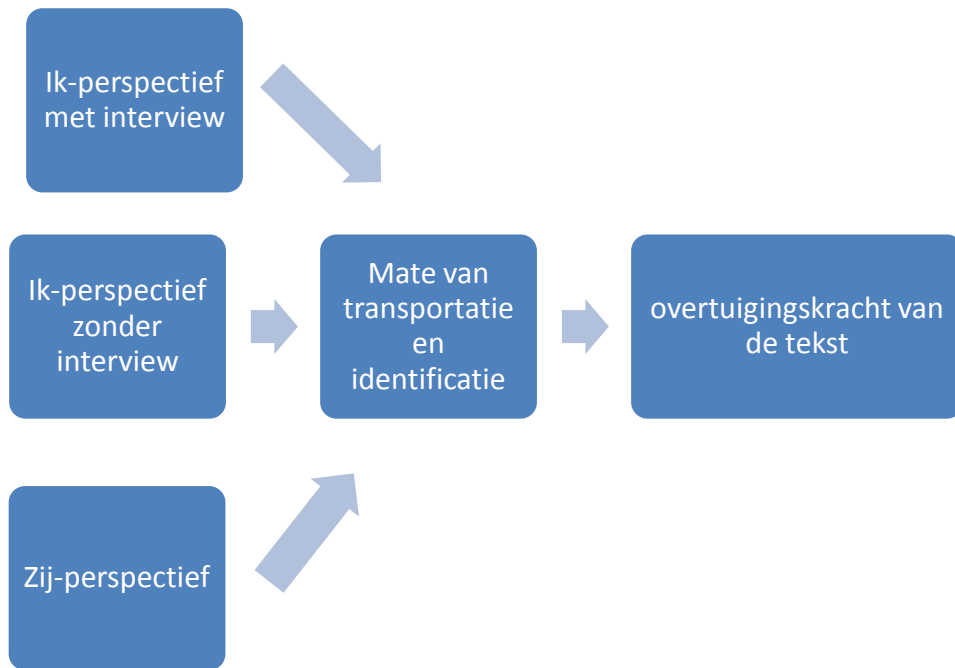 Ik-perspectief
met interview
Ik-perspectief
zonder
interview
Mate van
transportatie
en
identificatie
overtuigingskracht van
de tekst
Zij-perspectief